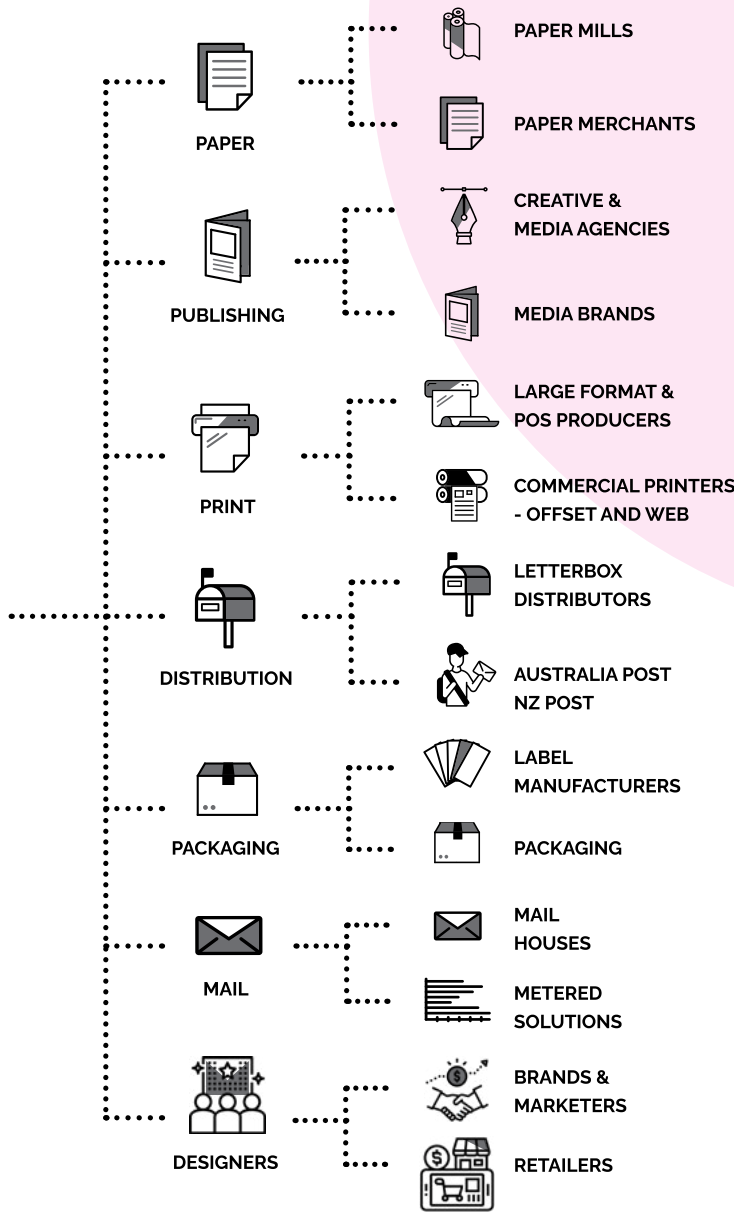 PAPER
PAPER MILLS
PAPER MERCHANTS
PUBLISHING
CREATIVE &
MEDIA AGENCIES
MEDIA BRANDS
PRINT
LARGE FORMAT &
POS PRODUCERS
COMMERCIAL PRINTERS
- OFFSET AND WEB
DISTRIBUTION
LETTERBOX
DISTRIBUTORS
AUSTRALIA POST
NZ POST
PACKAGING
LABEL
MANUFACTURERS
PACKAGING
MAIL
MAIL
HOUSES
METERED
SOLUTIONS
DESIGNERS
BRANDS &
MARKETERS
RETAILERS